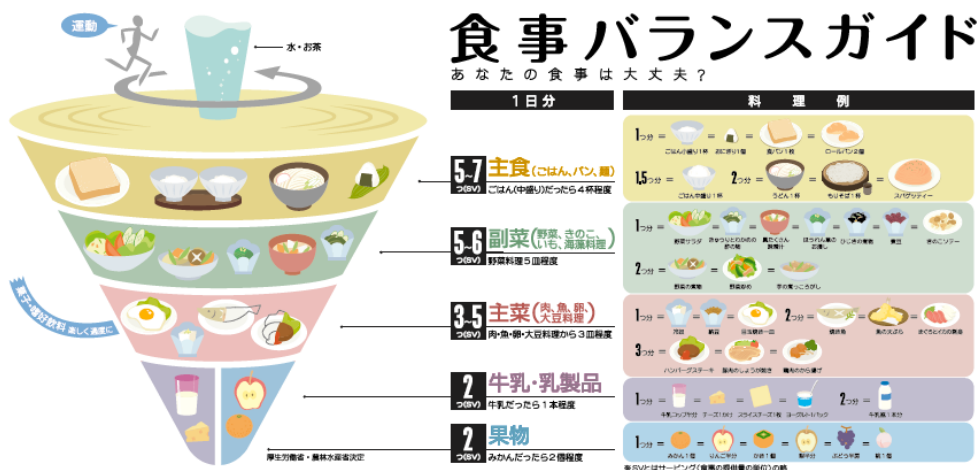 運動
水・お茶
食事バランスガイド
あなたの食事は大丈夫？
1日分
料理例
5~7
つ(SV)
主食(ごはん、パン、麺)
ごはん(中盛り)だったら4杯程度
1つ分 = = = =
ごはん小盛り1杯 おにぎり1個 食パン1枚 ロールパン2個
1.5つ分 = 2つ分 = = =
ごはん中盛り1杯 うどん1杯 もりそば1杯 スパゲッティー
5~6
つ(SV)
副菜(野菜、きのこ、
いも、海藻料理)
野菜料理5皿程度
1つ分 = = = = = = =
野菜サラダ きゅうりとわかめの酢の物 具たくさん味噌汁 ほうれん草のお浸し ひじきの煮物 煮豆 きのこソテー
2つ分 = = =
野菜の煮物 野菜炒め 芋の煮っころがし
菓子・嗜好飲料 楽しく適度に
3~5
つ(SV)
主菜(肉、魚、卵、
大豆料理)
肉・魚・卵・大豆料理から3皿程度
1つ分 = = = 2つ分 = = =
冷奴 納豆 目玉焼き一皿 焼き魚 魚の天ぷら まぐろとイカの刺身
3つ分 = = =
ハンバーグステーキ 豚肉のしょうが焼き 鶏肉のから揚げ
2
つ(SV)
牛乳・乳製品
牛乳だったら1本程度
1つ分 = = = = 2つ分 =
牛乳コップ半分 チーズ1かけ スライスチーズ1枚 ヨーグルト1パック 牛乳瓶1本分
2
つ(SV)
果物
みかんだったら2個程度
1つ分 = = = = = =
みかん1個 りんご半分 かき1個 梨半分 ぶどう半房 桃1個
厚生労働省・農林水産省決定
※SVとはサービング(食事の提供量の単位)の略